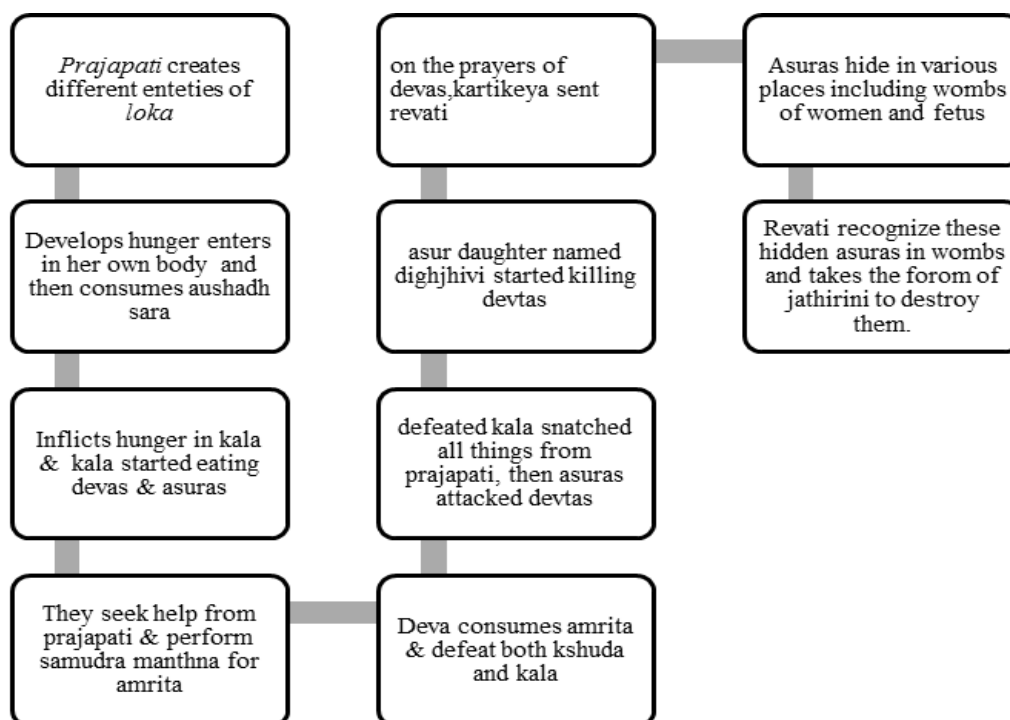 Prajapati creates
different enteties of
loka
Develops hunger enters
in her own body and
then consumes aushadh
sara
Inflicts hunger in kala
& kala started eating
devas & asuras
They seek help from
prajapati & perform
samudra manthna for
amrita
Deva consumes amrita
& defeat both kshuda
and kala
defeated kala snatched
all things from
prajapati, then asuras
attacked devtas
asur daughter named
dighjhivi started killing
devtas
on the prayers of
devas,kartikeya sent
revati
Asuras hide in various
places including wombs
of women and fetus
Revati recognize these
hidden asuras in wombs
and takes the forom of
jathirini to destroy
them.